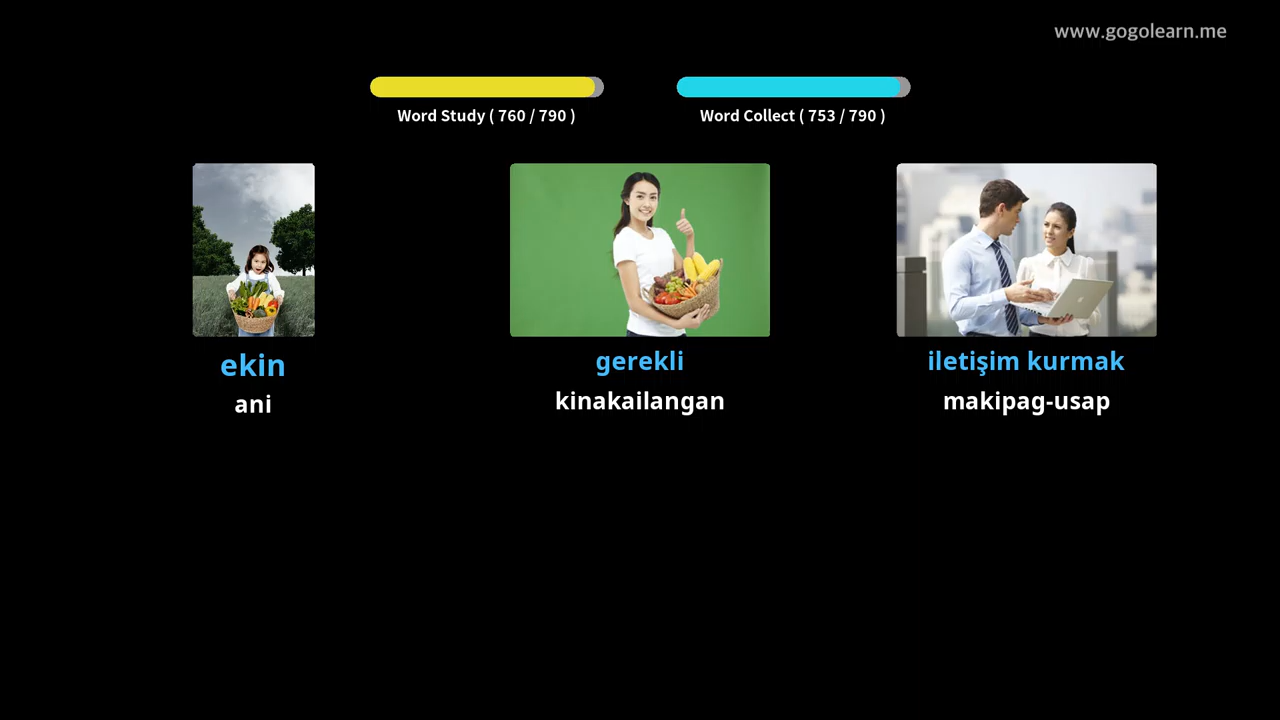 www.gogolearn.me
Word Study ( 760 / 790 )
Word Collect ( 753 / 790 )
ekin
gerekli
iletişim kurmak
ani
kinakailangan
makipag-usap